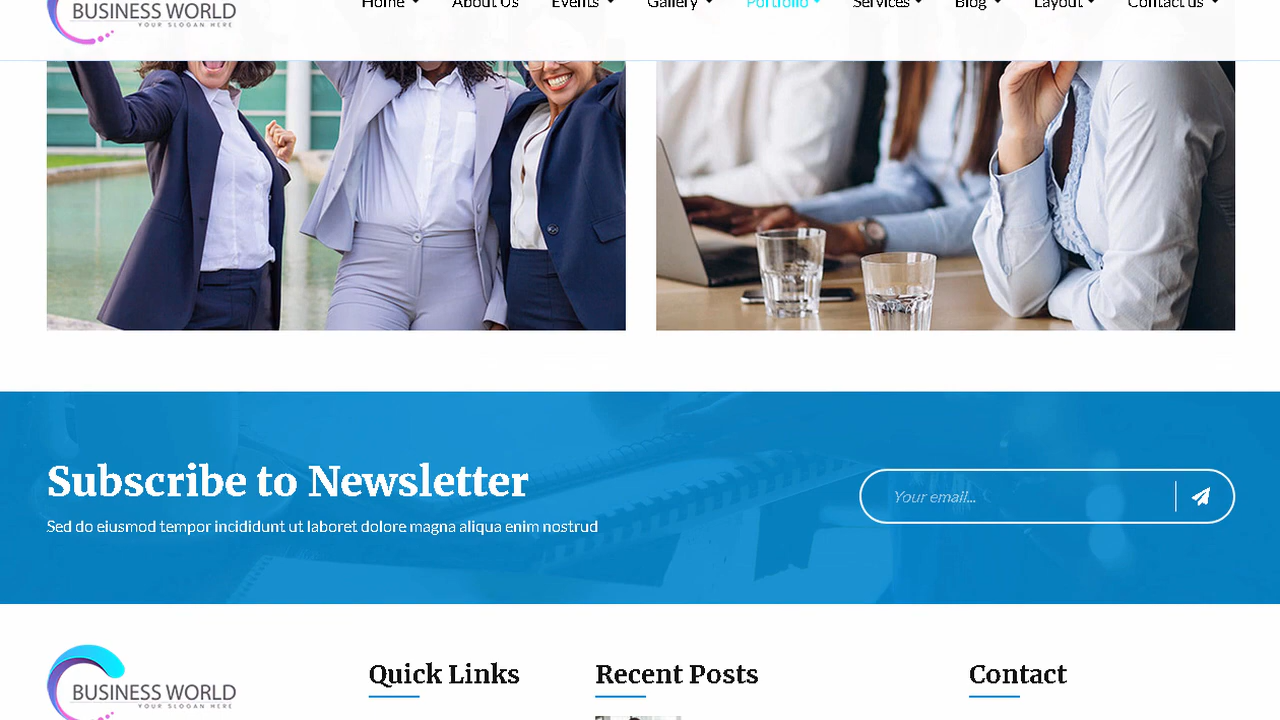 BUSINESS WORLD
YOUR SLOGAN HERE
Home About Us Events Gallery Portfolio Services Blog Layout Contact us
Subscribe to Newsletter
Sed do eiusmod tempor incididunt ut laboret dolore magna aliqua enim nostrud
Your email...
BUSINESS WORLD
YOUR SLOGAN HERE
Quick Links
Recent Posts
Contact